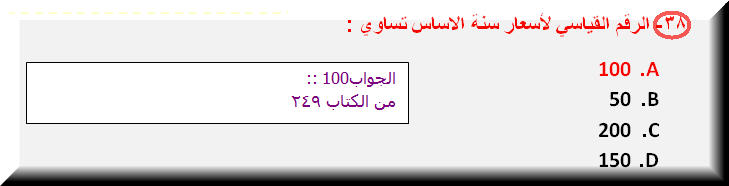 ٣٨- الرقم القياسي لأسعار سنة الاساس تساوي :
100 .A
50 .B
200 .C
150 .D
الجواب100 ::
من الكتاب ٢٤٩